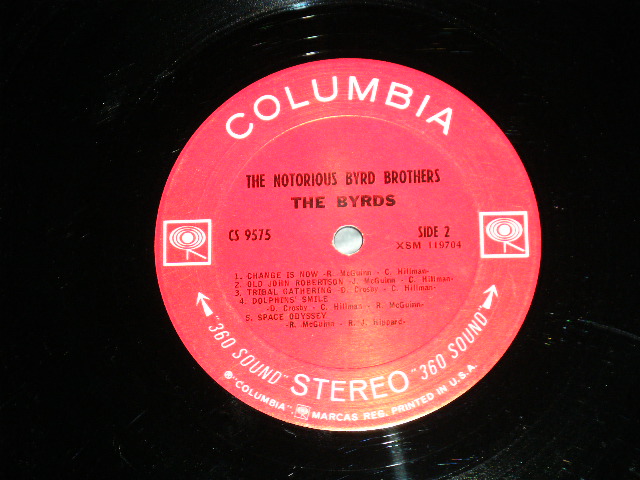 COLUMBIA
THE NOTORIOUS BYRD BROTHERS
THE BYRDS
CS 9575
SIDE 2
XSM 119704
1. CHANGE IS NOW -R. McGuinn - C. Hillman-
2. OLD JOHN ROBERTSON -J. McGuinn - C. Hillman-
3. TRIBAL GATHERING -D. Crosby - C. Hillman-
4. DOLPHINS' SMILE
-D. Crosby - C. Hillman - R. McGuinn-
5. SPACE ODYSSEY
-R. McGuinn - R. J. Hippard-
"360 SOUND" STEREO "360 SOUND"
® "COLUMBIA" MARCAS REG. PRINTED IN U.S.A.